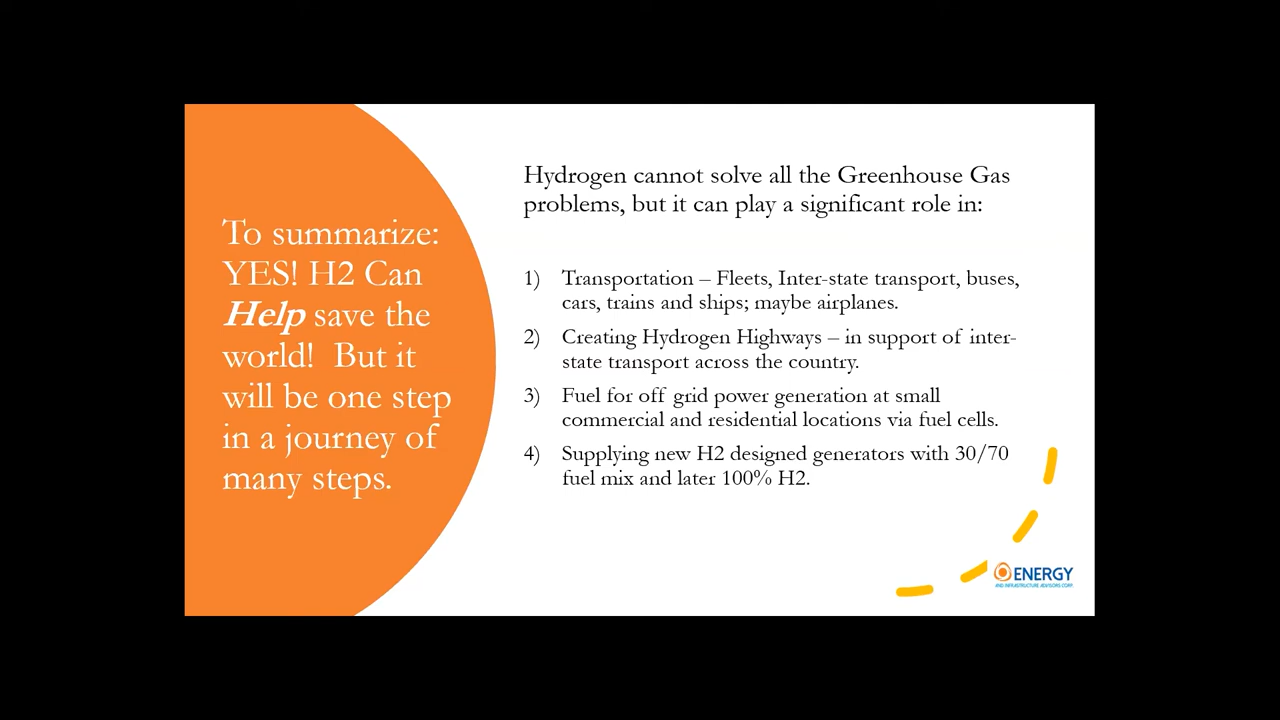 To summarize:
YES! H2 Can
Help save the
world!  But it
will be one step
in a journey of
many steps.
Hydrogen cannot solve all the Greenhouse Gas
problems, but it can play a significant role in:
1) Transportation – Fleets, Inter-state transport, buses,
cars, trains and ships; maybe airplanes.
2) Creating Hydrogen Highways – in support of inter-
state transport across the country.
3) Fuel for off grid power generation at small
commercial and residential locations via fuel cells.
4) Supplying new H2 designed generators with 30/70
fuel mix and later 100% H2.
ENERGY
AND INFRASTRUCTURE ADVISORS CORP.